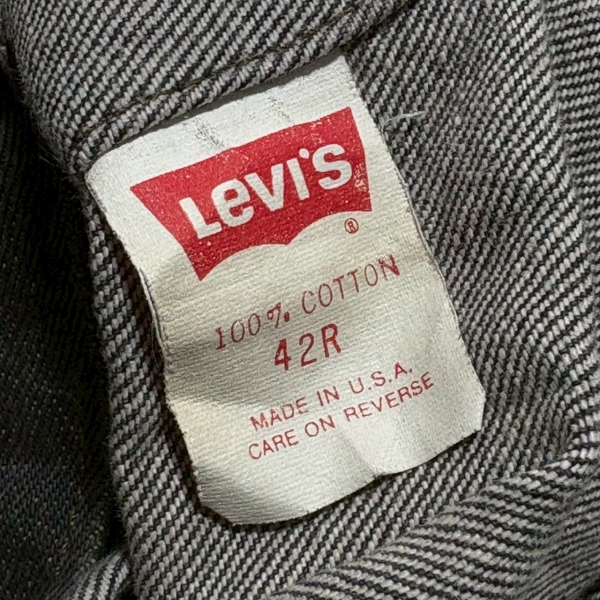 Levi's
®
100% COTTON
42R
MADE IN U.S.A.
CARE ON REVERSE